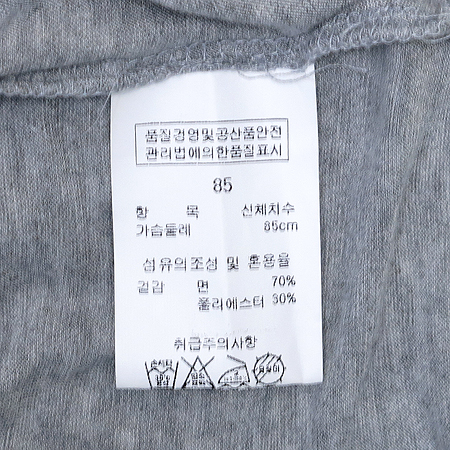 품질경영및공산품안전
관리법에의한품질표시
85
항 목 신체치수
가슴둘레 85cm
섬유의조성 및 혼용율
겉감 면 70%
폴리에스터 30%
취급주의사항
손세탁